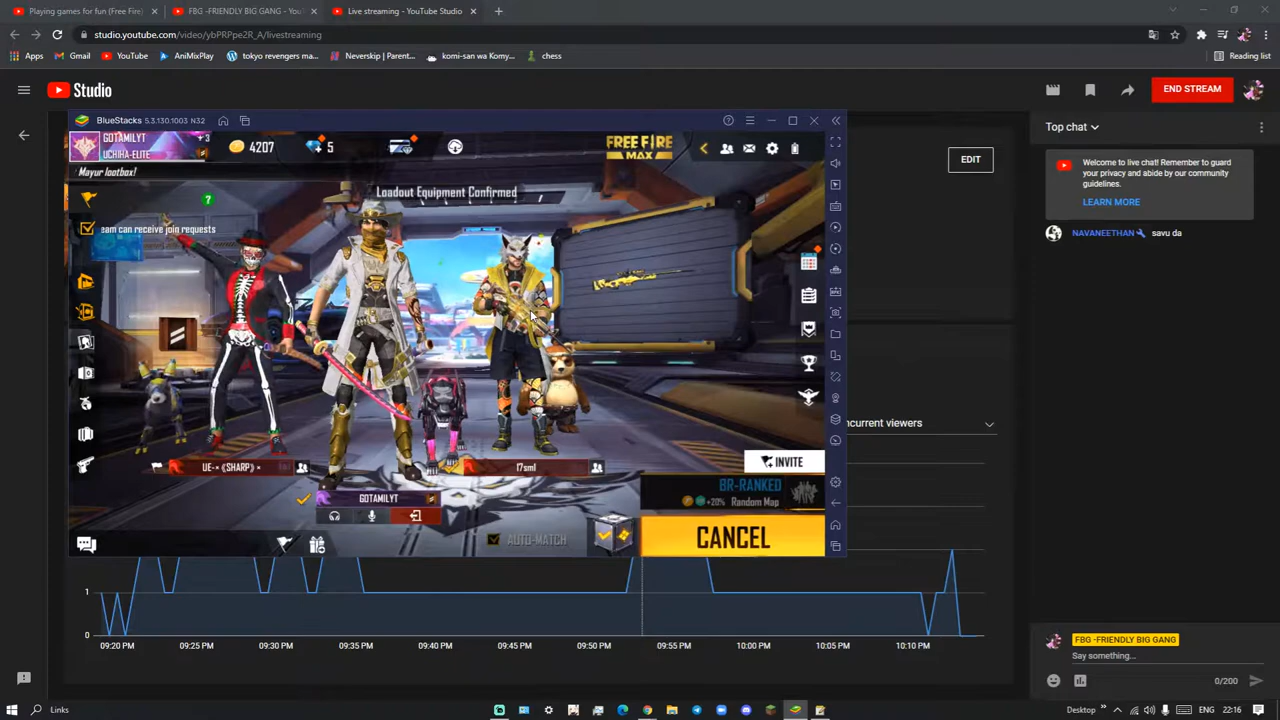 Playing games for fun (Free Fire)
FBG -FRIENDLY BIG GANG - You
Live streaming - YouTube Studio
studio.youtube.com/video/ybPRPpe2R_A/livestreaming
Apps
Gmail
YouTube
AniMixPlay
tokyo revengers ma...
Neverskip | Parent...
komi-san wa Komy...
chess
Reading list
Studio
END STREAM
BlueStacks 5.3.130.1003 N32
GOTAMILYT
+3
UCHIHA-ELITE
4207
5
FREE FIRE
MAX
Mayur lootbox!
Loadout Equipment Confirmed
7
eam can receive join requests
UE-× 《SHARP》×
GOTAMILYT
INVITE
BR-RANKED
+20%
Random Map
AUTO-MATCH
CANCEL
EDIT
Top chat
Welcome to live chat! Remember to guard
your privacy and abide by our community
guidelines.
LEARN MORE
NAVANEETHAN savu da
ncurrent viewers
1
0
09:20 PM
09:25 PM
09:30 PM
09:35 PM
09:40 PM
09:45 PM
09:50 PM
09:55 PM
10:00 PM
10:05 PM
10:10 PM
FBG -FRIENDLY BIG GANG
Say something...
0/200
Links
Desktop
ENG
22:16